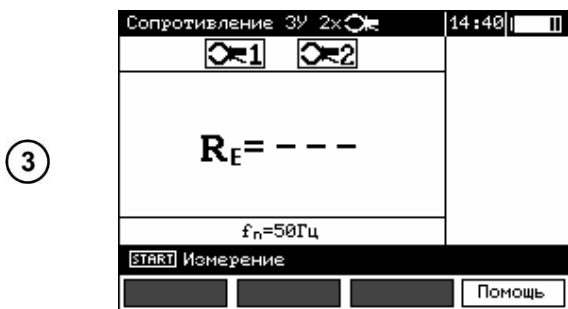 Сопротивление ЗУ 2x 14:40
1 2
3
RE= − − −
fn=50Гц
START Измерение
Помощь